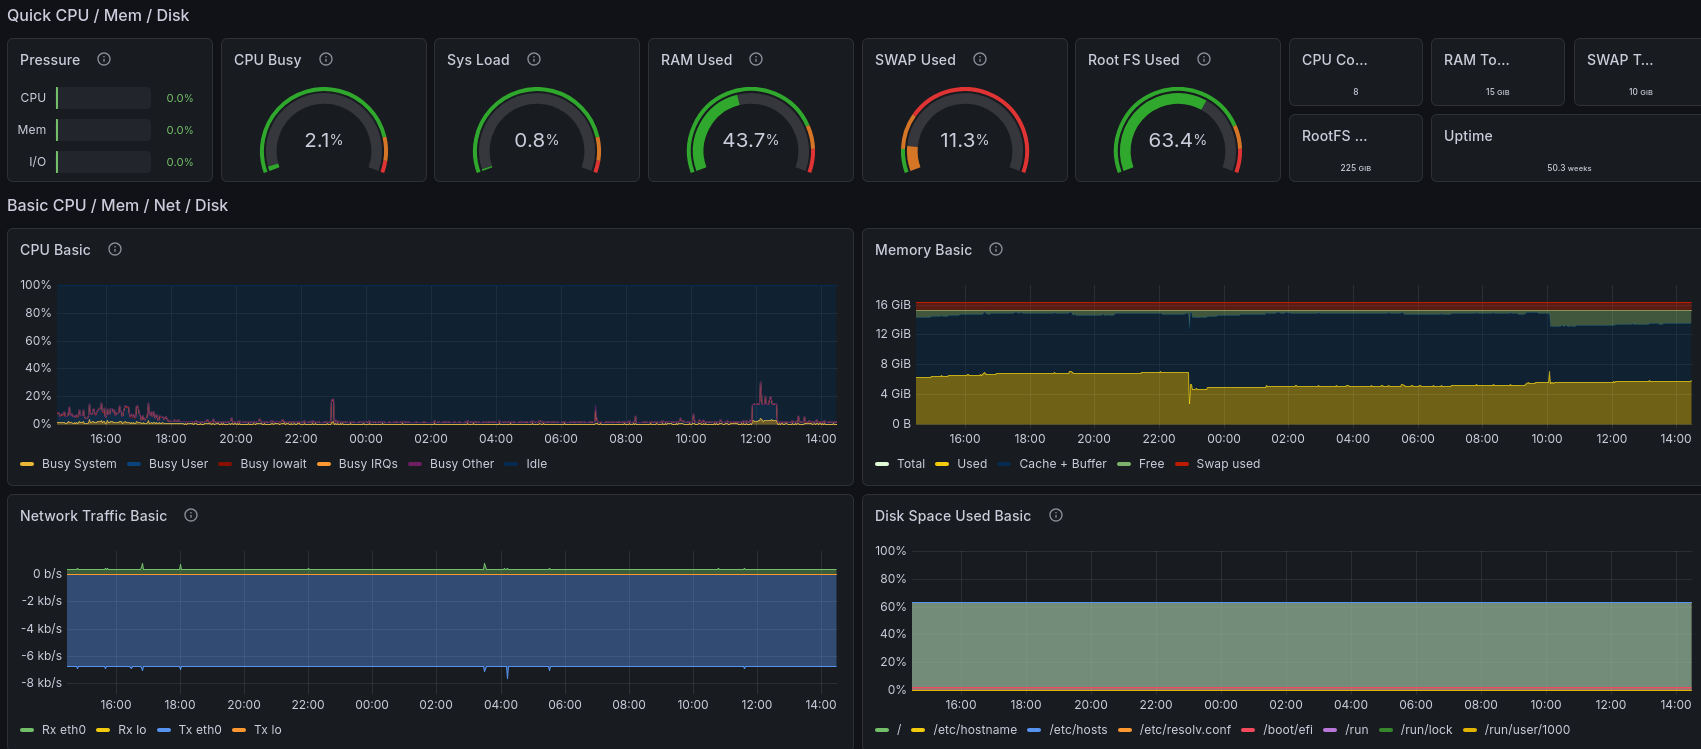 Quick CPU / Mem / Disk
Pressure
CPU 0.0%
Mem 0.0%
I/O 0.0%
CPU Busy
2.1%
Sys Load
0.8%
RAM Used
43.7%
SWAP Used
11.3%
Root FS Used
63.4%
CPU Co...
8
RAM To...
15 GiB
SWAP T...
10 GiB
RootFS ...
225 GiB
Uptime
50.3 weeks
Basic CPU / Mem / Net / Disk
CPU Basic
100%
80%
60%
40%
20%
0%
16:00 18:00 20:00 22:00 00:00 02:00 04:00 06:00 08:00 10:00 12:00 14:00
Busy System Busy User Busy Iowait Busy IRQs Busy Other Idle
Memory Basic
16 GiB
12 GiB
8 GiB
4 GiB
0 B
16:00 18:00 20:00 22:00 00:00 02:00 04:00 06:00 08:00 10:00 12:00 14:00
Total Used Cache + Buffer Free Swap used
Network Traffic Basic
0 b/s
-2 kb/s
-4 kb/s
-6 kb/s
-8 kb/s
16:00 18:00 20:00 22:00 00:00 02:00 04:00 06:00 08:00 10:00 12:00 14:00
Rx eth0 Rx lo Tx eth0 Tx lo
Disk Space Used Basic
100%
80%
60%
40%
20%
0%
16:00 18:00 20:00 22:00 00:00 02:00 04:00 06:00 08:00 10:00 12:00 14:00
/ /etc/hostname /etc/hosts /etc/resolv.conf /boot/efi /run /run/lock /run/user/1000